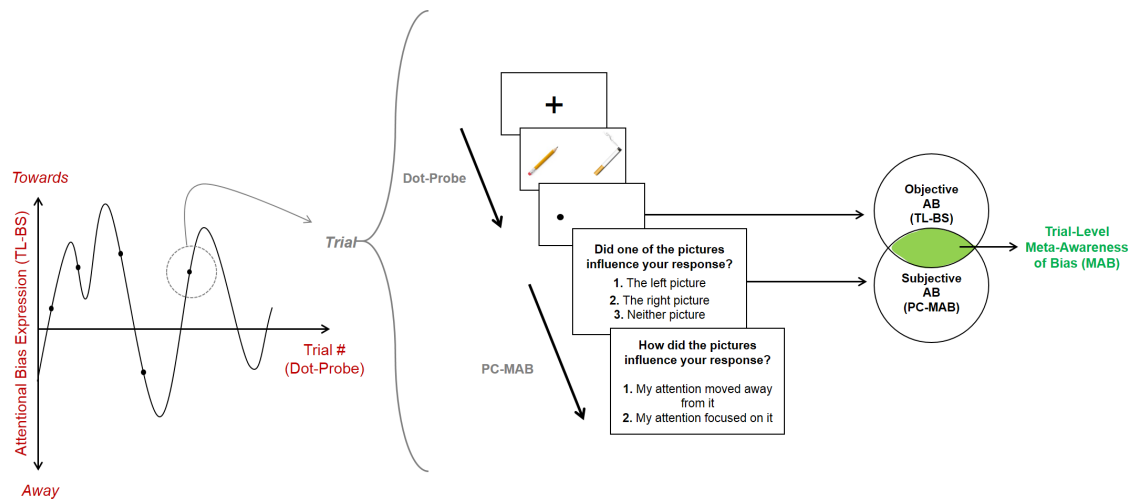 Towards
Attentional Bias Expression (TL-BS)
Away
Trial #
(Dot-Probe)
Trial
Dot-Probe
PC-MAB
+
Did one of the pictures
influence your response?
1. The left picture
2. The right picture
3. Neither picture
How did the pictures
influence your response?
1. My attention moved away
from it
2. My attention focused on it
Objective
AB
(TL-BS)
Subjective
AB
(PC-MAB)
Trial-Level
Meta-Awareness
of Bias (MAB)